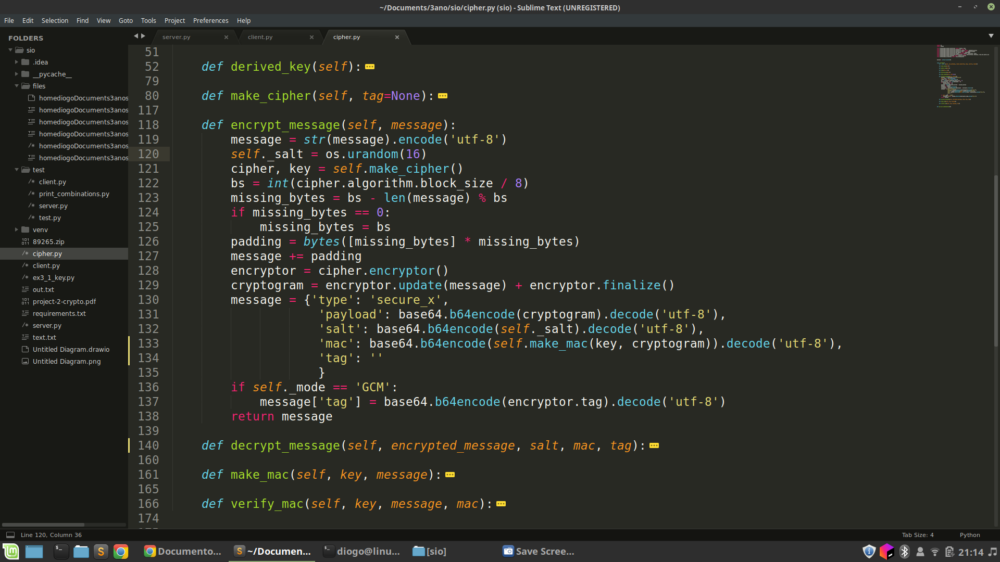 ~/Documents/3ano/sio/cipher.py (sio) - Sublime Text (UNREGISTERED)
File Edit Selection Find View Goto Tools Project Preferences Help
FOLDERS
sio
.idea
__pycache__
files
homediogoDocuments3anos
homediogoDocuments3anos
homediogoDocuments3anos
homediogoDocuments3anos
homediogoDocuments3anos
homediogoDocuments3anos
test
client.py
print_combinations.py
server.py
test.py
venv
89265.zip
cipher.py
client.py
ex3_1_key.py
out.txt
project-2-crypto.pdf
requirements.txt
server.py
text.txt
Untitled Diagram.drawio
Untitled Diagram.png
server.py client.py cipher.py
51
52 def derived_key(self):
79
80 def make_cipher(self, tag=None):
117
118 def encrypt_message(self, message):
119 message = str(message).encode('utf-8')
120 self._salt = os.urandom(16)
121 cipher, key = self.make_cipher()
122 bs = int(cipher.algorithm.block_size / 8)
123 missing_bytes = bs - len(message) % bs
124 if missing_bytes == 0:
125 missing_bytes = bs
126 padding = bytes([missing_bytes] * missing_bytes)
127 message += padding
128 encryptor = cipher.encryptor()
129 cryptogram = encryptor.update(message) + encryptor.finalize()
130 message = {'type': 'secure_x',
131 'payload': base64.b64encode(cryptogram).decode('utf-8'),
132 'salt': base64.b64encode(self._salt).decode('utf-8'),
133 'mac': base64.b64encode(self.make_mac(key, cryptogram)).decode('utf-8'),
134 'tag': ''
135 }
136 if self._mode == 'GCM':
137 message['tag'] = base64.b64encode(encryptor.tag).decode('utf-8')
138 return message
139
140 def decrypt_message(self, encrypted_message, salt, mac, tag):
160
161 def make_mac(self, key, message):
165
166 def verify_mac(self, key, message, mac):
174
Line 120, Column 36 Tab Size: 4 Python
Documento... ~/Documen... diogo@linu... [sio] Save Scree... 21:14